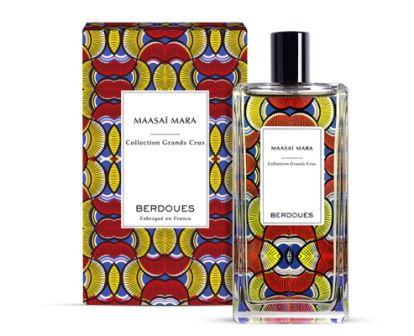 MAASAÏ MARA
Collection Grands Crus
BERDOUES
Fabriqué en France
MAASAÏ MARA
Collection Grands Crus
BERDOUES